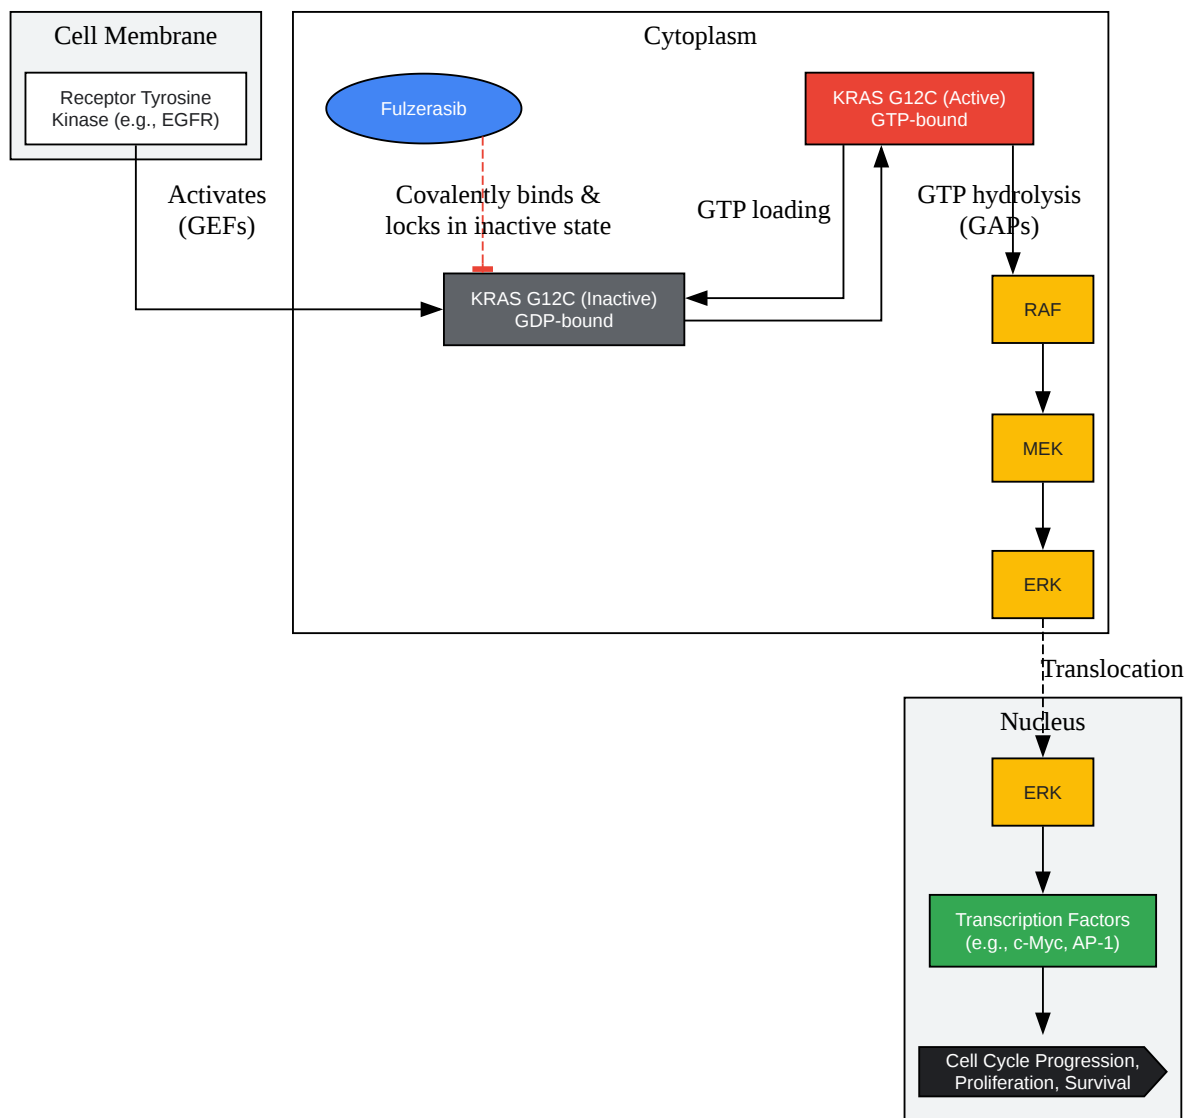 Cell Membrane
Receptor Tyrosine
Kinase (e.g., EGFR)
Activates
(GEFs)
Cytoplasm
Fulzerasib
Covalently binds &
locks in inactive state
KRAS G12C (Inactive)
GDP-bound
GTP loading
KRAS G12C (Active)
GTP-bound
GTP hydrolysis
(GAPs)
RAF
MEK
ERK
Translocation
Nucleus
ERK
Transcription Factors
(e.g., c-Myc, AP-1)
Cell Cycle Progression,
Proliferation, Survival